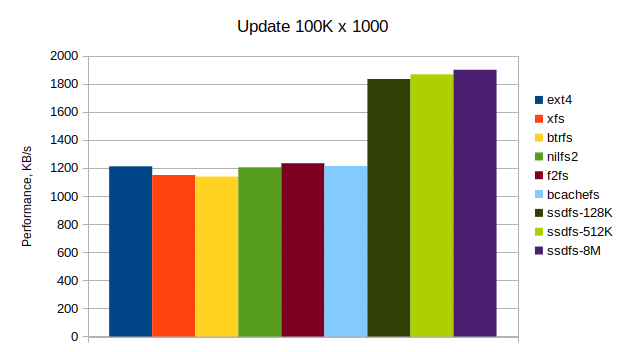 Update 100K x 1000
Performance, KB/s
2000
1800
1600
1400
1200
1000
800
600
400
200
0
ext4
xfs
btrfs
nilfs2
f2fs
bcachefs
ssdfs-128K
ssdfs-512K
ssdfs-8M